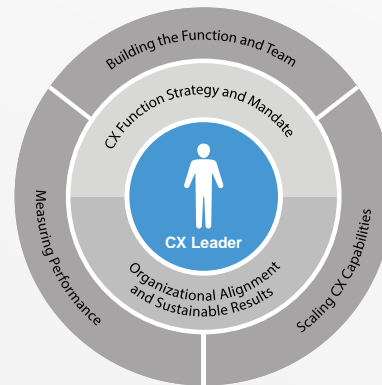 Building the Function and Team
CX Function Strategy and Mandate
CX Leader
Organizational Alignment
and Sustainable Results
Measuring Performance
Scaling CX Capabilities